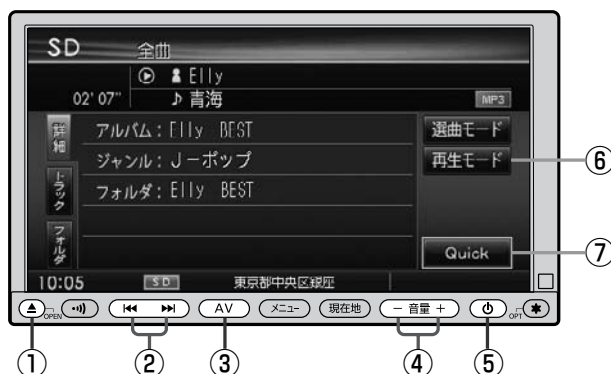 SD 全曲
Elly
02' 07" ♪ 青海 MP3
詳細 アルバム：Elly BEST 選曲モード
ジャンル：Jーポップ 再生モード ⑥
トラック フォルダ：Elly BEST
フォルダ Quick ⑦
10:05 SD 東京都中央区銀座
OPEN AV メニュー 現在地 − 音量 + OPT ✱
① ② ③ ④ ⑤